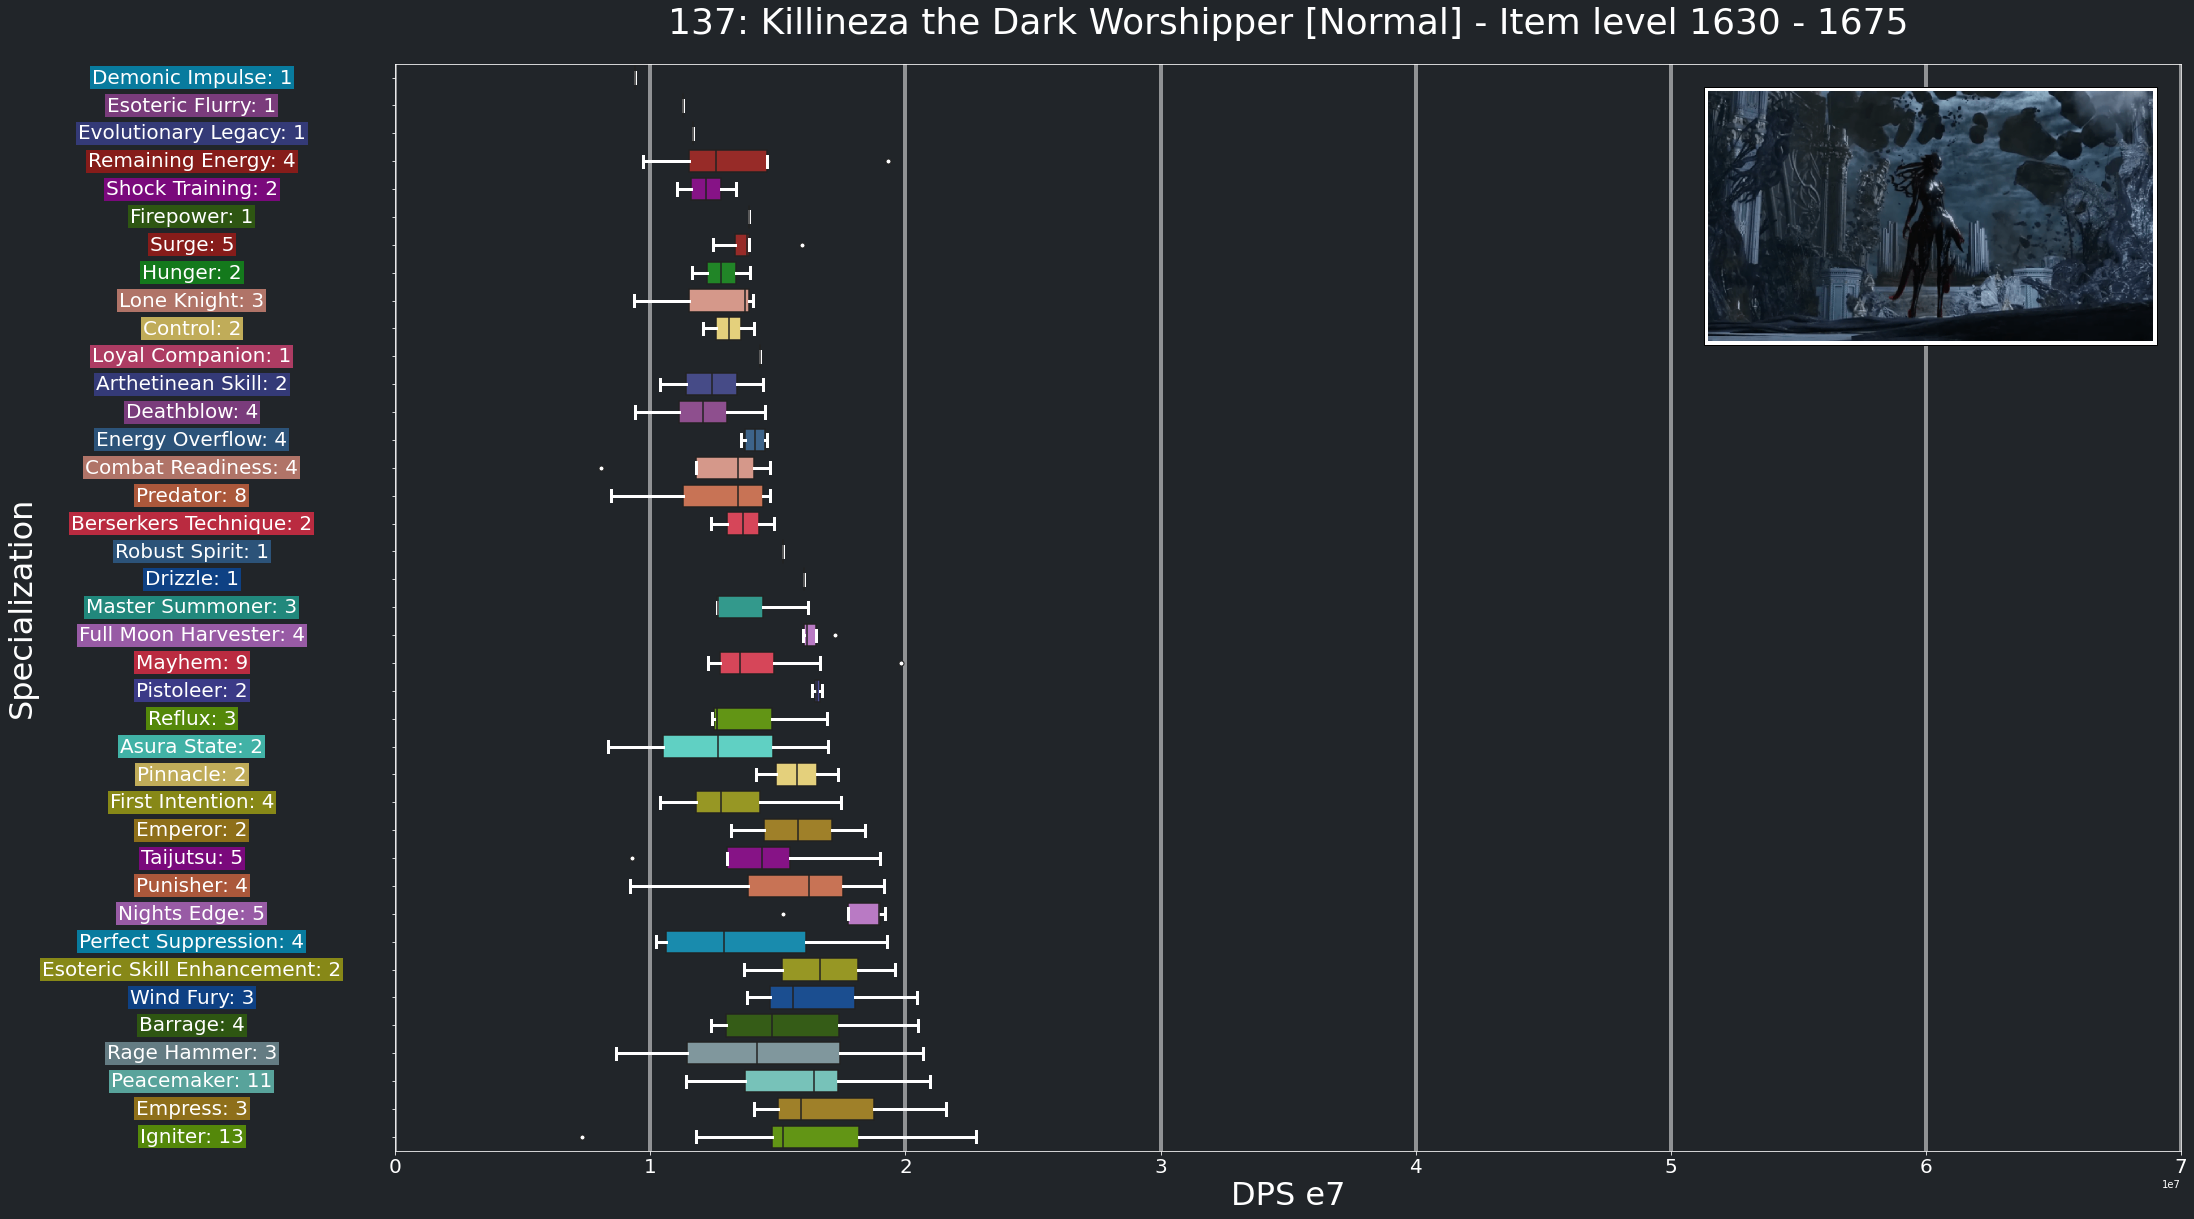 137: Killineza the Dark Worshipper [Normal] - Item level 1630 - 1675
Specialization
Demonic Impulse: 1
Esoteric Flurry: 1
Evolutionary Legacy: 1
Remaining Energy: 4
Shock Training: 2
Firepower: 1
Surge: 5
Hunger: 2
Lone Knight: 3
Control: 2
Loyal Companion: 1
Arthetinean Skill: 2
Deathblow: 4
Energy Overflow: 4
Combat Readiness: 4
Predator: 8
Berserkers Technique: 2
Robust Spirit: 1
Drizzle: 1
Master Summoner: 3
Full Moon Harvester: 4
Mayhem: 9
Pistoleer: 2
Reflux: 3
Asura State: 2
Pinnacle: 2
First Intention: 4
Emperor: 2
Taijutsu: 5
Punisher: 4
Nights Edge: 5
Perfect Suppression: 4
Esoteric Skill Enhancement: 2
Wind Fury: 3
Barrage: 4
Rage Hammer: 3
Peacemaker: 11
Empress: 3
Igniter: 13
0 1 2 3 4 5 6 7
1e7
DPS e7